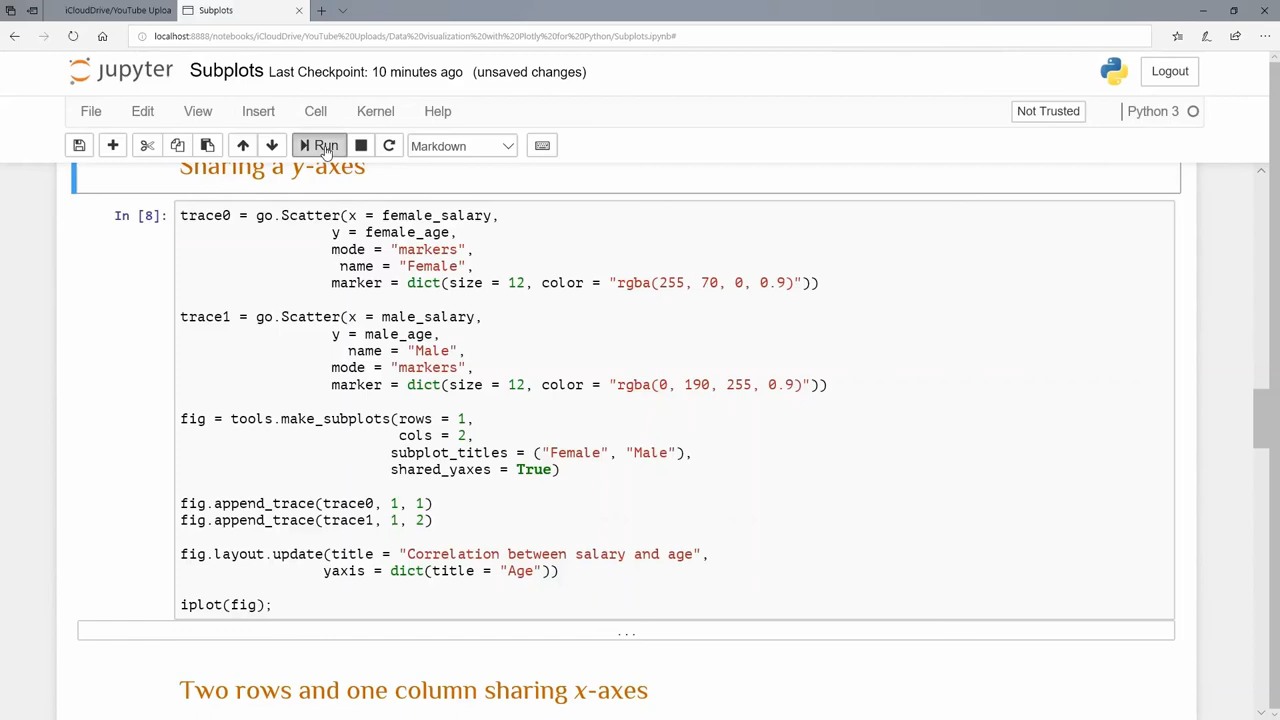 iCloudDrive/YouTube Uploa
Subplots
localhost:8888/notebooks/iCloudDrive/YouTube%20Uploads/Data%20visualization%20with%20Plotly%20for%20Python/Subplots.ipynb#
jupyter Subplots Last Checkpoint: 10 minutes ago (unsaved changes)
Logout
File Edit View Insert Cell Kernel Help
Not Trusted
Python 3
Run
Markdown
Sharing a y-axes
In [8]:
trace0 = go.Scatter(x = female_salary,
y = female_age,
mode = "markers",
name = "Female",
marker = dict(size = 12, color = "rgba(255, 70, 0, 0.9)"))
trace1 = go.Scatter(x = male_salary,
y = male_age,
name = "Male",
mode = "markers",
marker = dict(size = 12, color = "rgba(0, 190, 255, 0.9)"))
fig = tools.make_subplots(rows = 1,
cols = 2,
subplot_titles = ("Female", "Male"),
shared_yaxes = True)
fig.append_trace(trace0, 1, 1)
fig.append_trace(trace1, 1, 2)
fig.layout.update(title = "Correlation between salary and age",
yaxis = dict(title = "Age"))
iplot(fig);
...
Two rows and one column sharing x-axes